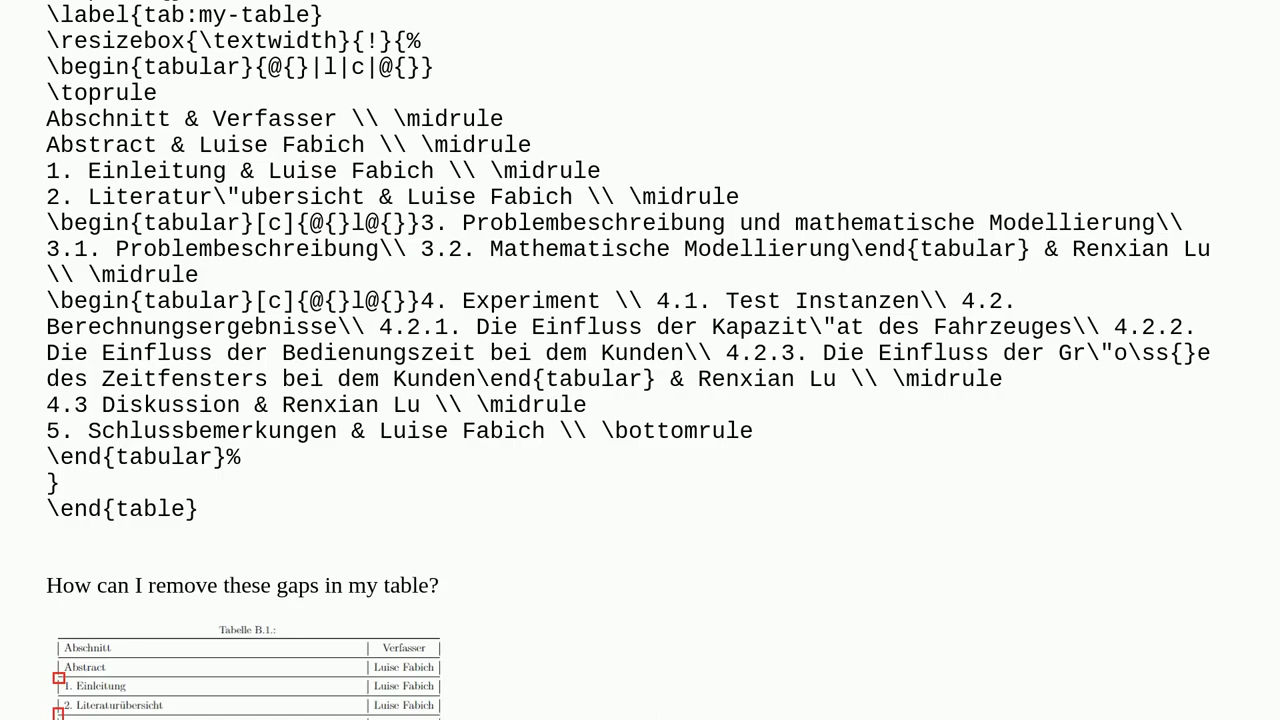 \label{tab:my-table}
\resizebox{\textwidth}{!}{%
\begin{tabular}{@{}|l|c|@{}}
\toprule
Abschnitt & Verfasser \\ \midrule
Abstract & Luise Fabich \\ \midrule
1. Einleitung & Luise Fabich \\ \midrule
2. Literatur\"ubersicht & Luise Fabich \\ \midrule
\begin{tabular}[c]{@{}l@{}}3. Problembeschreibung und mathematische Modellierung\\
3.1. Problembeschreibung\\ 3.2. Mathematische Modellierung\end{tabular} & Renxian Lu
\\ \midrule
\begin{tabular}[c]{@{}l@{}}4. Experiment \\ 4.1. Test Instanzen\\ 4.2.
Berechnungsergebnisse\\ 4.2.1. Die Einfluss der Kapazit\"at des Fahrzeuges\\ 4.2.2.
Die Einfluss der Bedienungszeit bei dem Kunden\\ 4.2.3. Die Einfluss der Gr\"o\ss{}e
des Zeitfensters bei dem Kunden\end{tabular} & Renxian Lu \\ \midrule
4.3 Diskussion & Renxian Lu \\ \midrule
5. Schlussbemerkungen & Luise Fabich \\ \bottomrule
\end{tabular}%
}
\end{table}
How can I remove these gaps in my table?
Tabelle B.1.:
Abschnitt Verfasser
Abstract Luise Fabich
1. Einleitung Luise Fabich
2. Literaturübersicht Luise Fabich